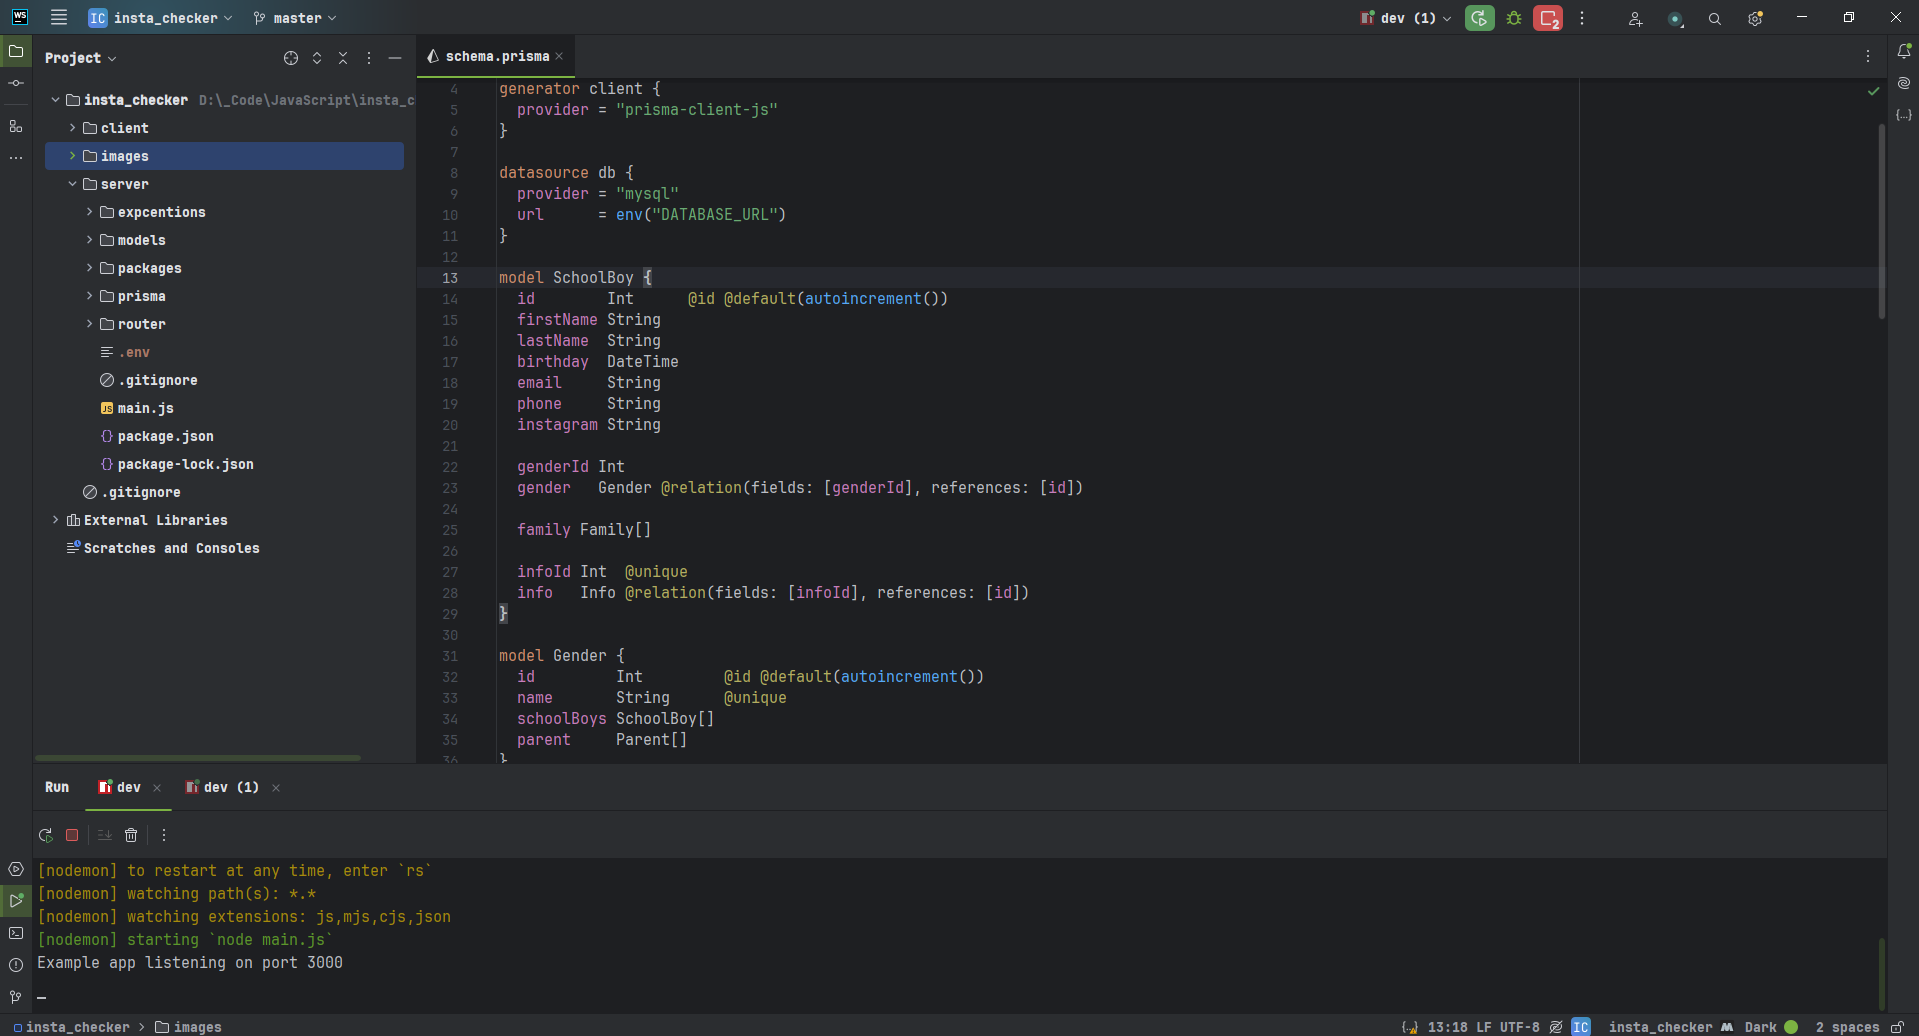 WS IC insta_checker master dev (1) 2
Project
schema.prisma
insta_checker D:\_Code\JavaScript\insta_c
client
images
server
expcentions
models
packages
prisma
router
.env
.gitignore
JS main.js
package.json
package-lock.json
.gitignore
External Libraries
Scratches and Consoles
4 generator client {
5 provider = "prisma-client-js"
6 }
7
8 datasource db {
9 provider = "mysql"
10 url = env("DATABASE_URL")
11 }
12
13 model SchoolBoy {
14 id Int @id @default(autoincrement())
15 firstName String
16 lastName String
17 birthday DateTime
18 email String
19 phone String
20 instagram String
21
22 genderId Int
23 gender Gender @relation(fields: [genderId], references: [id])
24
25 family Family[]
26
27 infoId Int @unique
28 info Info @relation(fields: [infoId], references: [id])
29 }
30
31 model Gender {
32 id Int @id @default(autoincrement())
33 name String @unique
34 schoolBoys SchoolBoy[]
35 parent Parent[]
36 }
Run dev dev (1)
[nodemon] to restart at any time, enter `rs`
[nodemon] watching path(s): *.*
[nodemon] watching extensions: js,mjs,cjs,json
[nodemon] starting `node main.js`
Example app listening on port 3000
insta_checker > images 13:18 LF UTF-8 IC insta_checker Dark 2 spaces